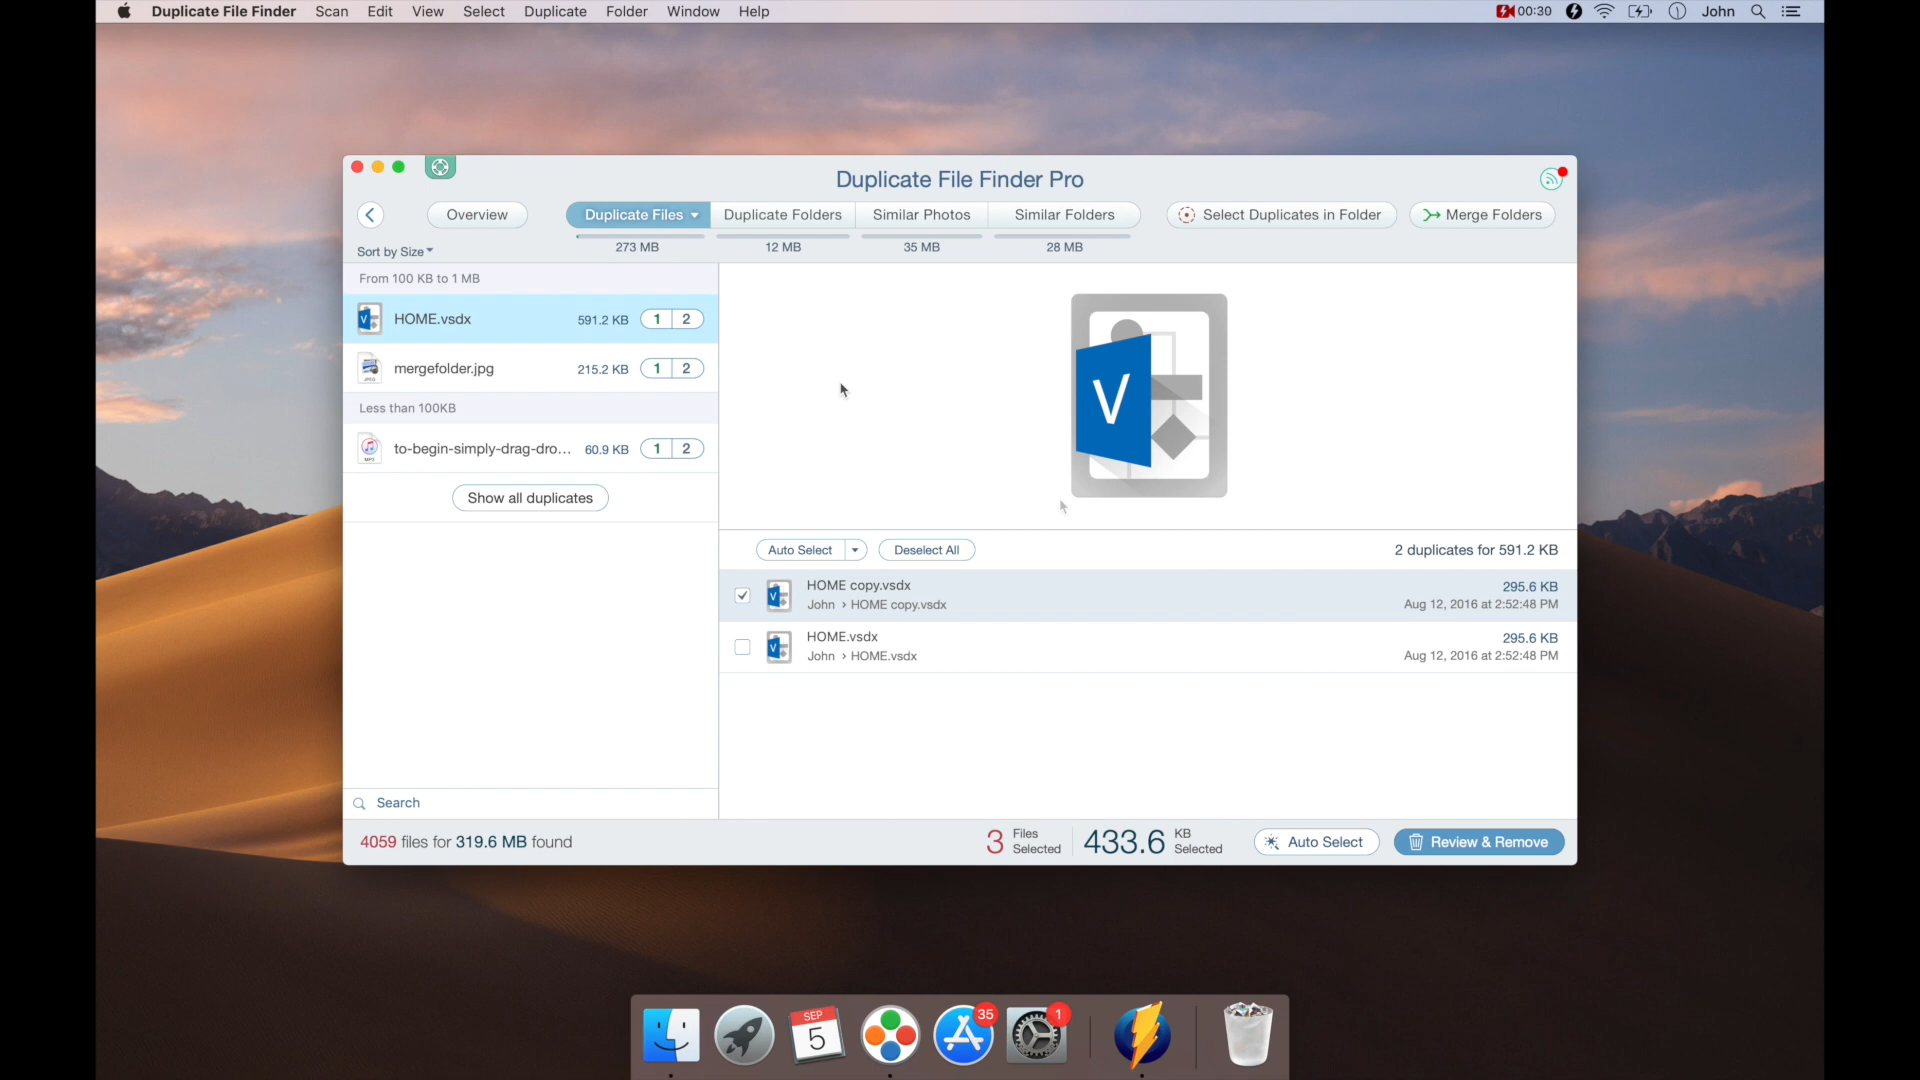 Duplicate File Finder Scan Edit View Select Duplicate Folder Window Help 00:30 John
Duplicate File Finder Pro
Overview Duplicate Files Duplicate Folders Similar Photos Similar Folders Select Duplicates in Folder Merge Folders
273 MB 12 MB 35 MB 28 MB
Sort by Size
From 100 KB to 1 MB
HOME.vsdx 591.2 KB 1 2
mergefolder.jpg 215.2 KB 1 2
JPEG
Less than 100KB
to-begin-simply-drag-dro... 60.9 KB 1 2
MP3
Show all duplicates
V
Auto Select Deselect All 2 duplicates for 591.2 KB
HOME copy.vsdx 295.6 KB
John › HOME copy.vsdx Aug 12, 2016 at 2:52:48 PM
HOME.vsdx 295.6 KB
John › HOME.vsdx Aug 12, 2016 at 2:52:48 PM
Search
4059 files for 319.6 MB found 3 Files Selected 433.6 KB Selected Auto Select Review & Remove
SEP
5
35
1